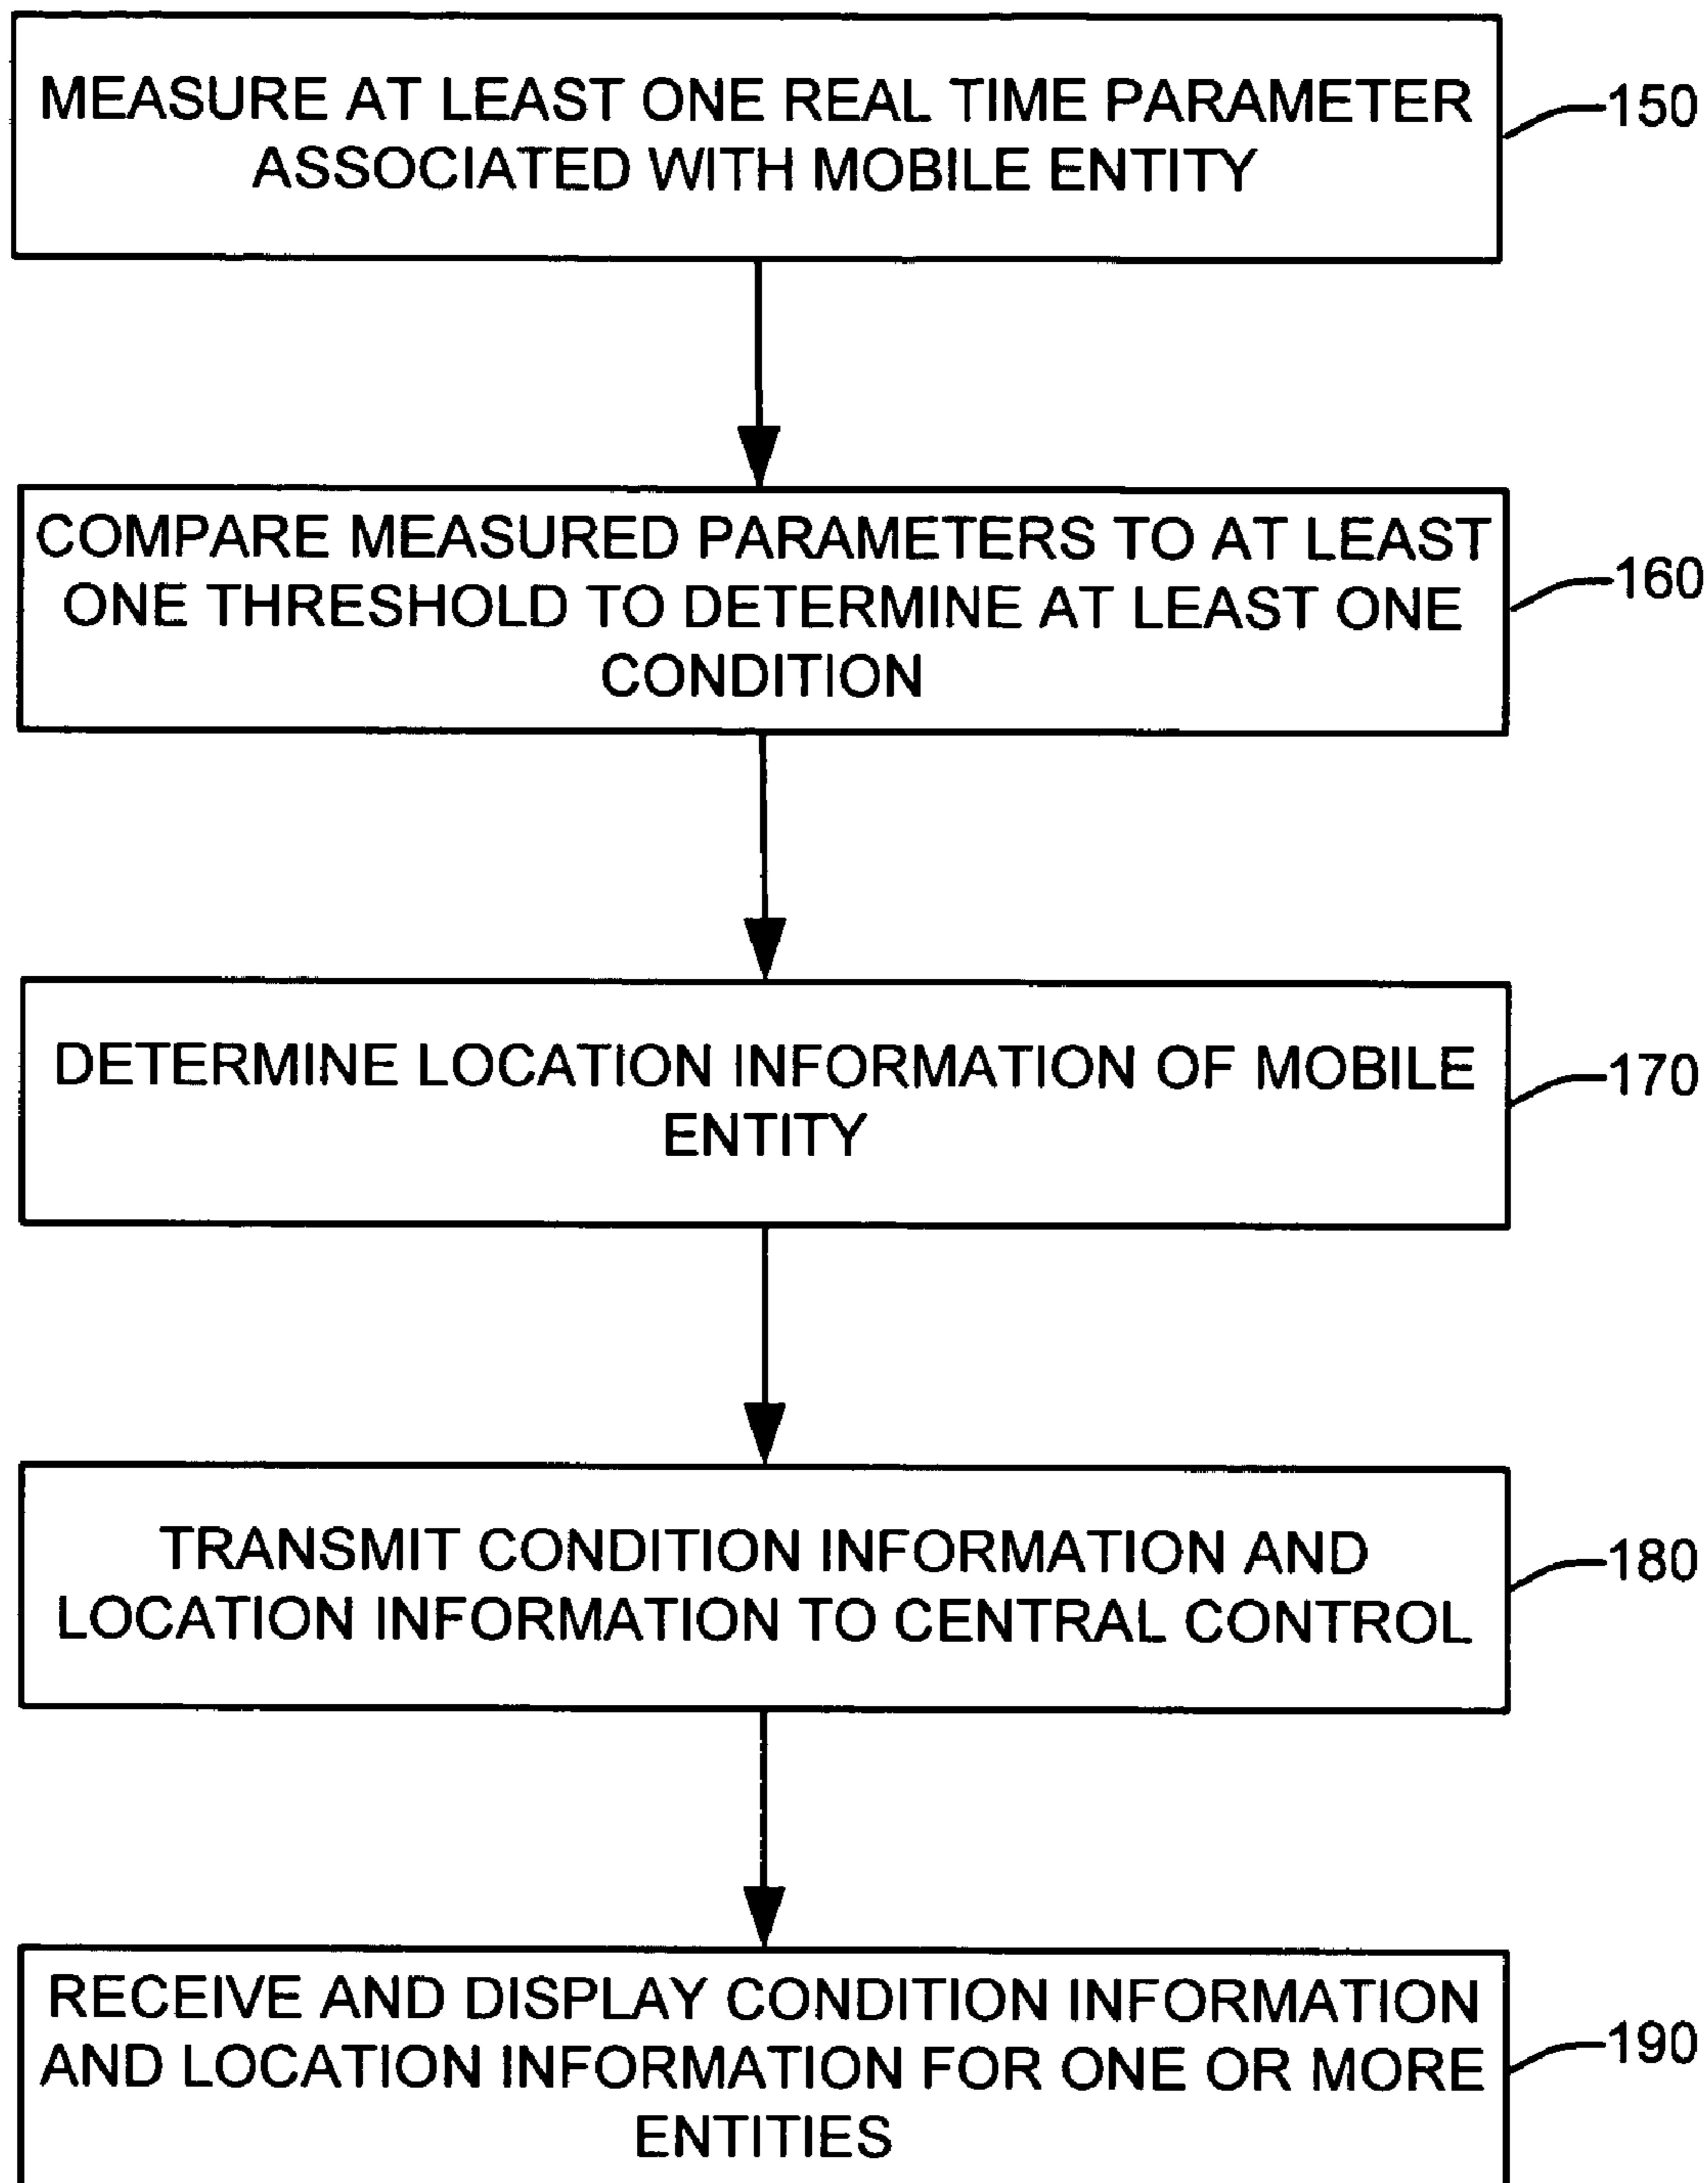 MEASURE AT LEAST ONE REAL TIME PARAMETER
ASSOCIATED WITH MOBILE ENTITY
150
COMPARE MEASURED PARAMETERS TO AT LEAST
ONE THRESHOLD TO DETERMINE AT LEAST ONE
CONDITION
160
DETERMINE LOCATION INFORMATION OF MOBILE
ENTITY
170
TRANSMIT CONDITION INFORMATION AND
LOCATION INFORMATION TO CENTRAL CONTROL
180
RECEIVE AND DISPLAY CONDITION INFORMATION
AND LOCATION INFORMATION FOR ONE OR MORE
ENTITIES
190